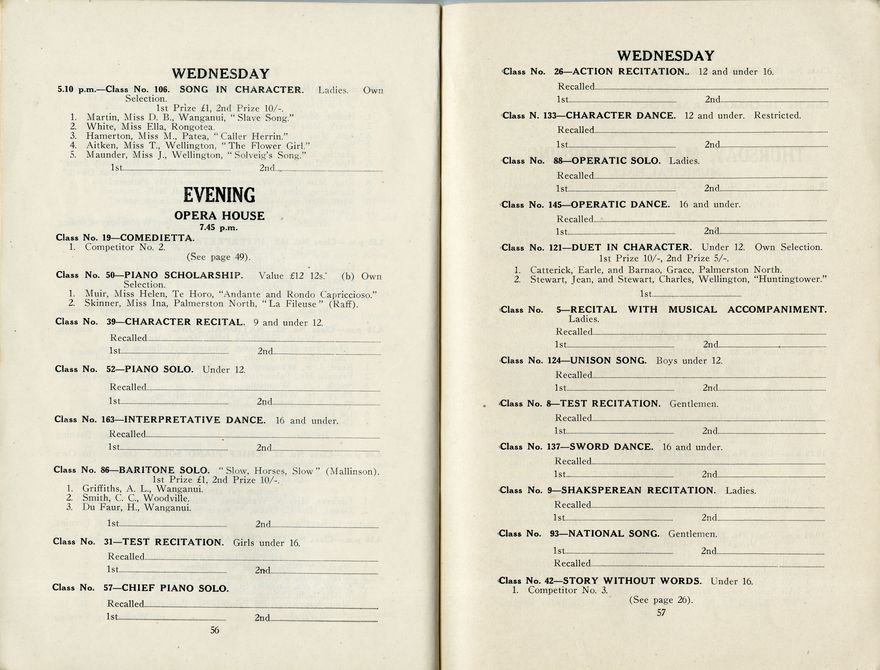 WEDNESDAY
5.10 p.m.—Class No. 106. SONG IN CHARACTER. Ladies. Own
Selection.
1st Prize £1, 2nd Prize 10/-.
1. Martin, Miss D. B., Wanganui, "Slave Song."
2. White, Miss Ella, Rongotea.
3. Hamerton, Miss M., Patea, "Caller Herrin."
4. Aitken, Miss T., Wellington, "The Flower Girl."
5. Maunder, Miss J., Wellington, "Solveig's Song."
1st 2nd
EVENING
OPERA HOUSE
7.45 p.m.
Class No. 19—COMEDIETTA.
1. Competitor No. 2.
(See page 49).
Class No. 50—PIANO SCHOLARSHIP. Value £12 12s. (b) Own
Selection.
1. Muir, Miss Helen, Te Horo, "Andante and Rondo Capriccioso."
2. Skinner, Miss Ina, Palmerston North, "La Fileuse" (Raff).
Class No. 39—CHARACTER RECITAL. 9 and under 12.
Recalled
1st 2nd
Class No. 52—PIANO SOLO. Under 12.
Recalled
1st 2nd
Class No. 163—INTERPRETATIVE DANCE. 16 and under.
Recalled
1st 2nd
Class No. 86—BARITONE SOLO. "Slow, Horses, Slow" (Mallinson).
1st Prize £1, 2nd Prize 10/-.
1. Griffiths, A. L., Wanganui.
2. Smith, C. C., Woodville.
3. Du Faur, H., Wanganui.
1st 2nd
Class No. 31—TEST RECITATION. Girls under 16.
Recalled
1st 2nd
Class No. 57—CHIEF PIANO SOLO.
Recalled
1st 2nd
56
WEDNESDAY
Class No. 26—ACTION RECITATION.. 12 and under 16.
Recalled
1st 2nd
Class N. 133—CHARACTER DANCE. 12 and under. Restricted.
Recalled
1st 2nd
Class No. 88—OPERATIC SOLO. Ladies.
Recalled
1st 2nd
Class No. 145—OPERATIC DANCE. 16 and under.
Recalled
1st 2nd
Class No. 121—DUET IN CHARACTER. Under 12. Own Selection.
1st Prize 10/-, 2nd Prize 5/-.
1. Catterick, Earle, and Barnao, Grace, Palmerston North.
2. Stewart, Jean, and Stewart, Charles, Wellington, "Huntingtower."
1st
Class No. 5—RECITAL WITH MUSICAL ACCOMPANIMENT.
Ladies.
Recalled
1st 2nd
Class No. 124—UNISON SONG. Boys under 12.
Recalled
1st 2nd
Class No. 8—TEST RECITATION. Gentlemen.
Recalled
1st 2nd
Class No. 137—SWORD DANCE. 16 and under.
Recalled
1st 2nd
Class No. 9—SHAKSPEREAN RECITATION. Ladies.
Recalled
1st 2nd
Class No. 93—NATIONAL SONG. Gentlemen.
1st 2nd
Recalled
Class No. 42—STORY WITHOUT WORDS. Under 16.
1. Competitor No. 3.
(See page 26).
57